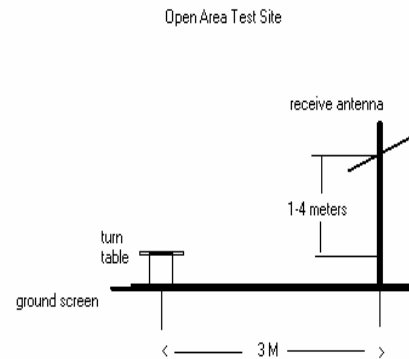 Open Area Test Site
receive antenna
1-4 meters
turn
table
ground screen
3 M